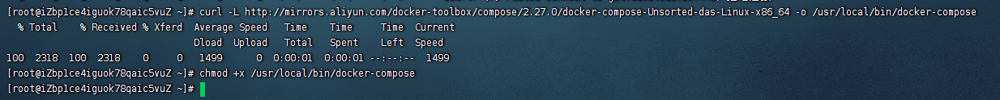 [root@iZbp1ce4iguok78qaic5vuZ ~]# curl -L http://mirrors.aliyun.com/docker-toolbox/compose/2.27.0/docker-compose-Unsorted-das-Linux-x86_64 -o /usr/local/bin/docker-compose
% Total % Received % Xferd Average Speed Time Time Time Current
Dload Upload Total Spent Left Speed
100 2318 100 2318 0 0 1499 0 0:00:01 0:00:01 --:--:-- 1499
[root@iZbp1ce4iguok78qaic5vuZ ~]# chmod +x /usr/local/bin/docker-compose
[root@iZbp1ce4iguok78qaic5vuZ ~]#